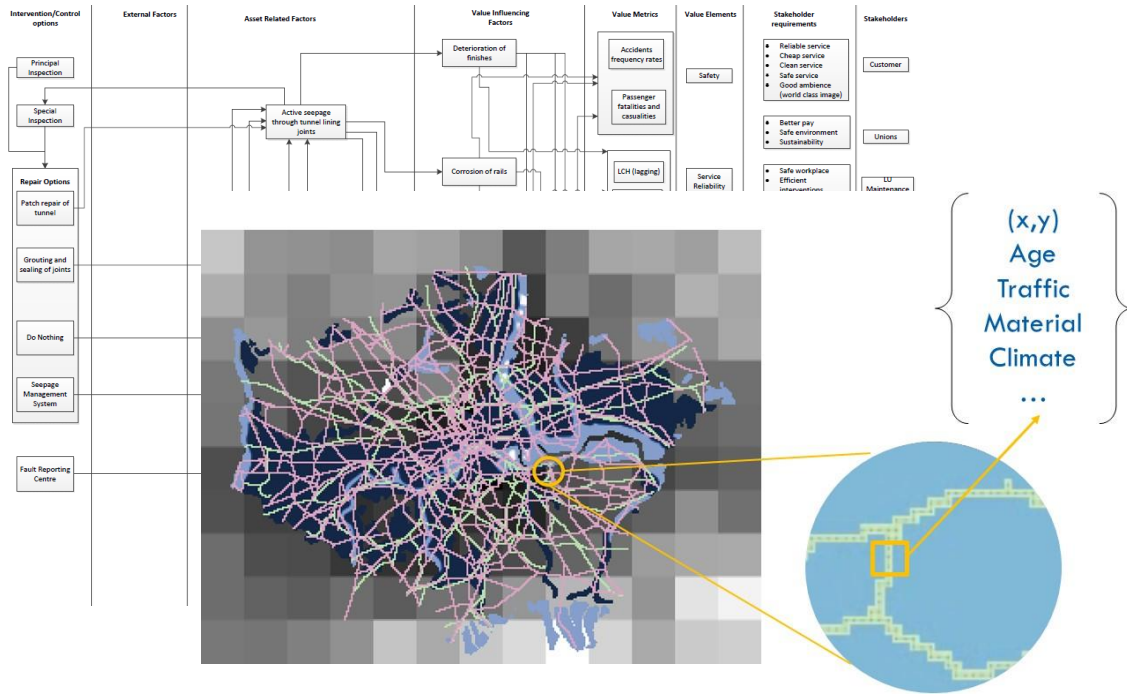 Intervention/Control
options
External Factors
Asset Related Factors
Value Influencing
Factors
Value Metrics
Value Elements
Stakeholder
requirements
Stakeholders
Principal
Inspection
Special
Inspection
Repair Options
Patch repair of
tunnel
Grouting and
sealing of joints
Do Nothing
Seepage
Management
System
Fault Reporting
Centre
Active seepage
through tunnel lining
joints
Deterioration of
finishes
Corrosion of rails
Accidents
frequency rates
Passenger
fatalities and
casualities
LCH (lagging)
Safety
Service
Reliability
• Reliable service
• Cheap service
• Clean service
• Safe service
• Good ambience
(world class image)
• Better pay
• Safe environment
• Sustainability
• Safe workplace
• Efficient
interventions
Customer
Unions
LU
Maintenance
(x,y)
Age
Traffic
Material
Climate
...